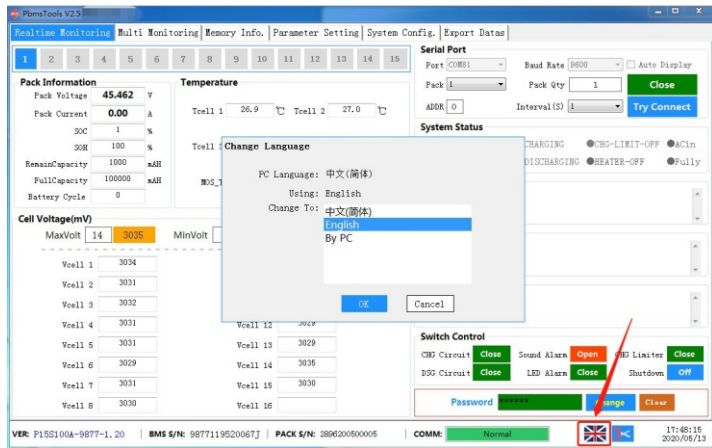 PbmsTools V2.5
Realtime Monitoring Multi Monitoring Memory Info. Parameter Setting System Config. Export Datas
1 2 3 4 5 6 7 8 9 10 11 12 13 14 15
Serial Port
Port COM81 Baud Rate 9600 Auto Display
Pack 1 Pack Qty 1 Close
ADDR 0 Interval(S) 1 Try Connect
Pack Information
Pack Voltage 45.462 V
Pack Current 0.00 A
SOC 1 %
SOH 100 %
RemainCapacity 1000 mAH
FullCapacity 100000 mAH
Battery Cycle 0
Temperature
Tcell 1 26.9 ℃ Tcell 2 27.0 ℃
Tcell
MOS_T
System Status
CHARGING CHG-LIMIT-OFF ACin
DISCHARGING HEATER-OFF Fully
Change Language
PC Language: 中文(简体)
Using: English
Change To: 中文(简体)
English
By PC
OK Cancel
Cell Voltage(mV)
MaxVolt 14 3035 MinVolt
Vcell 1 3034
Vcell 2 3031
Vcell 3 3032
Vcell 4 3031 Vcell 12 3029
Vcell 5 3031 Vcell 13 3029
Vcell 6 3029 Vcell 14 3035
Vcell 7 3031 Vcell 15 3030
Vcell 8 3030 Vcell 16
Switch Control
CHG Circuit Close Sound Alarm Open CHG Limiter Close
DSG Circuit Close LED Alarm Close Shutdown Off
Password ****** Change Clear
VER: P15S100A-9877-1.20 BMS S/N: 9877119520067J PACK S/N: 2896200500005 COMM: Normal 17:48:15
2020/05/13